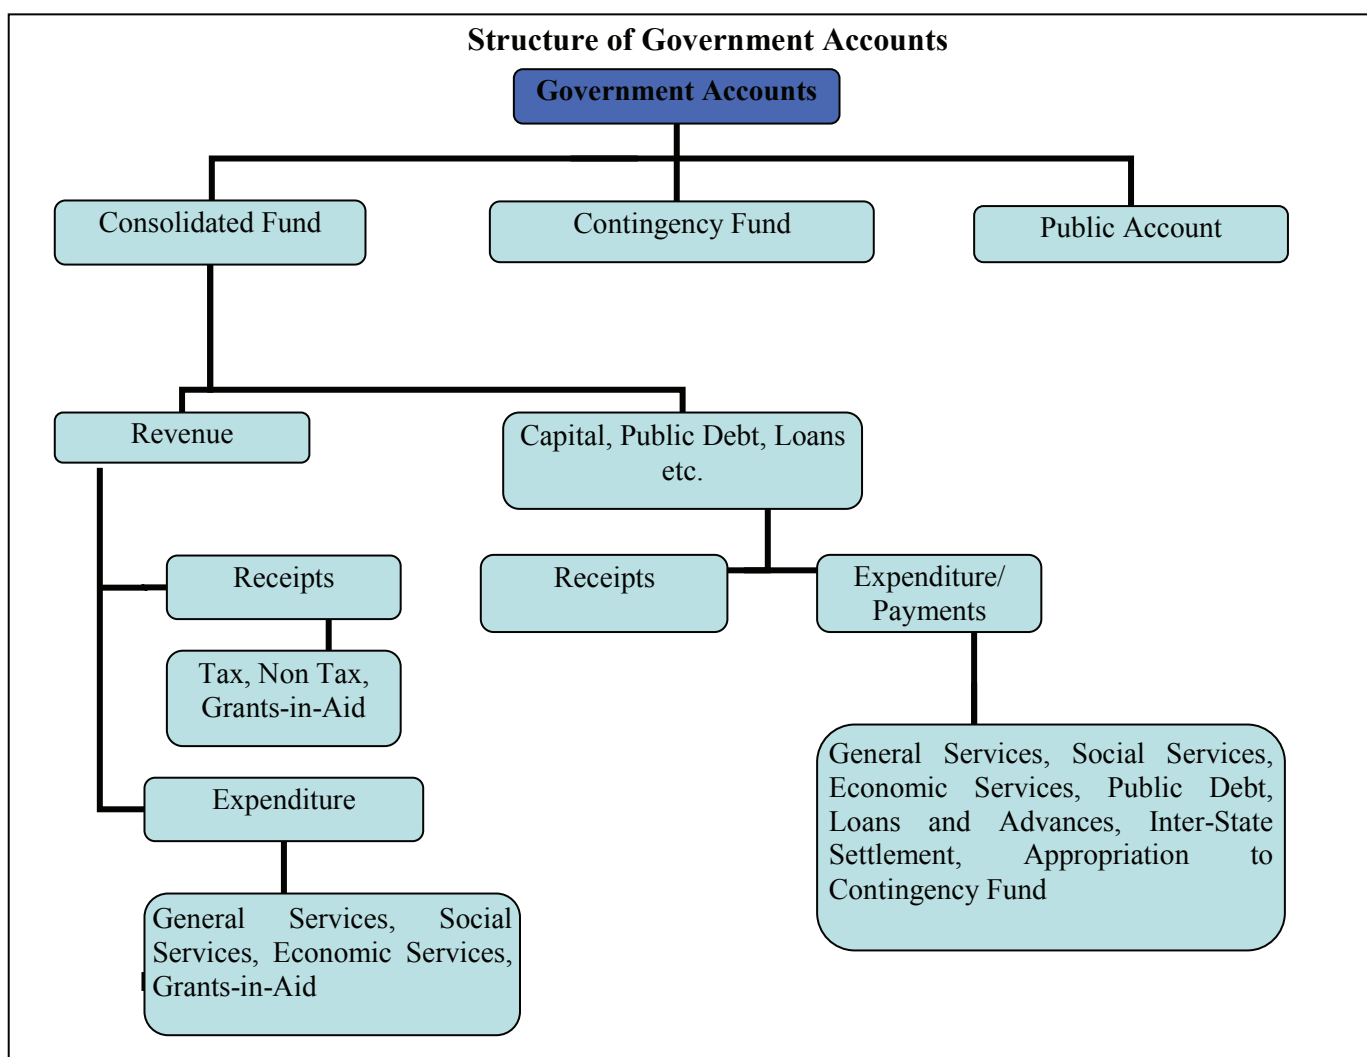 Structure of Government Accounts
Government Accounts
Consolidated Fund
Contingency Fund
Public Account
Revenue
Capital, Public Debt, Loans
etc.
Receipts
Tax, Non Tax,
Grants-in-Aid
Expenditure
General Services, Social
Services, Economic Services,
Grants-in-Aid
Receipts
Expenditure/
Payments
General Services, Social Services,
Economic Services, Public Debt,
Loans and Advances, Inter-State
Settlement, Appropriation to
Contingency Fund